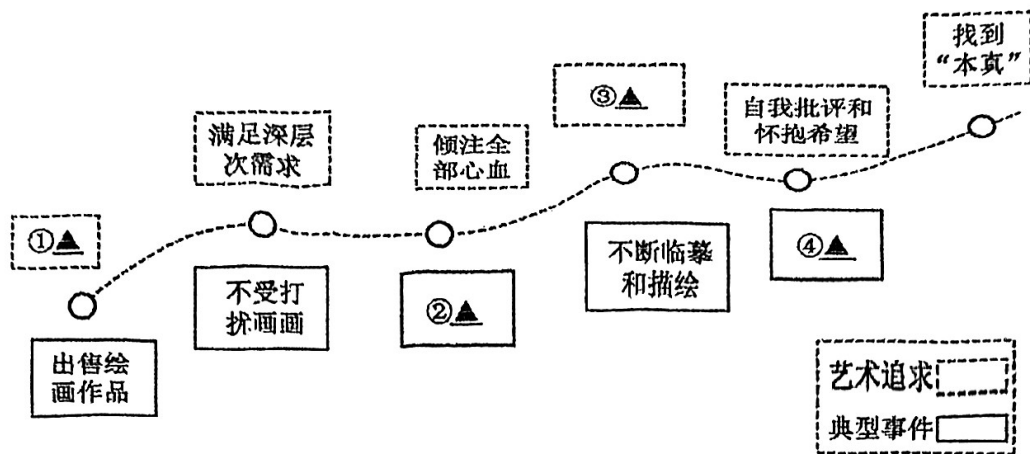 找到
“本真”
③▲
自我批评和
怀抱希望
满足深层
次需求
倾注全
部心血
①▲
不断临摹
和描绘
④▲
不受打
扰画画
②▲
出售绘
画作品
艺术追求
典型事件